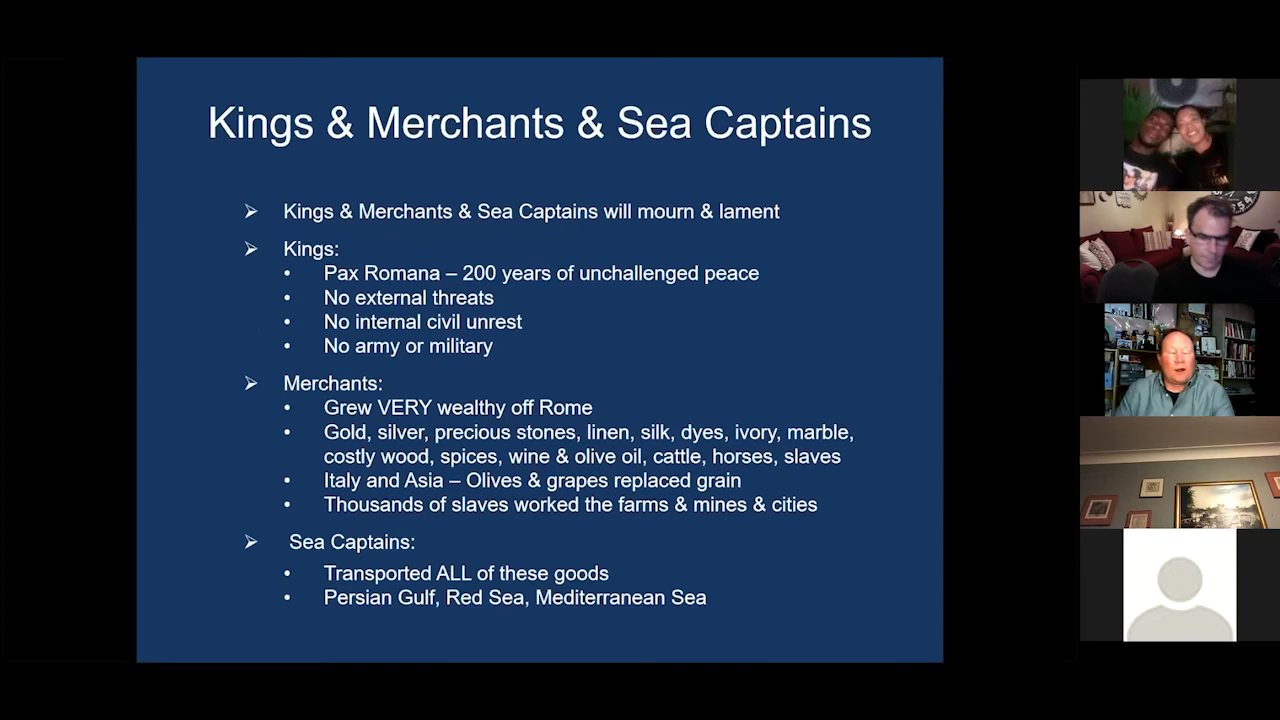 Kings & Merchants & Sea Captains
➢ Kings & Merchants & Sea Captains will mourn & lament
➢ Kings:
• Pax Romana – 200 years of unchallenged peace
• No external threats
• No internal civil unrest
• No army or military
➢ Merchants:
• Grew VERY wealthy off Rome
• Gold, silver, precious stones, linen, silk, dyes, ivory, marble,
costly wood, spices, wine & olive oil, cattle, horses, slaves
• Italy and Asia – Olives & grapes replaced grain
• Thousands of slaves worked the farms & mines & cities
➢ Sea Captains:
• Transported ALL of these goods
• Persian Gulf, Red Sea, Mediterranean Sea